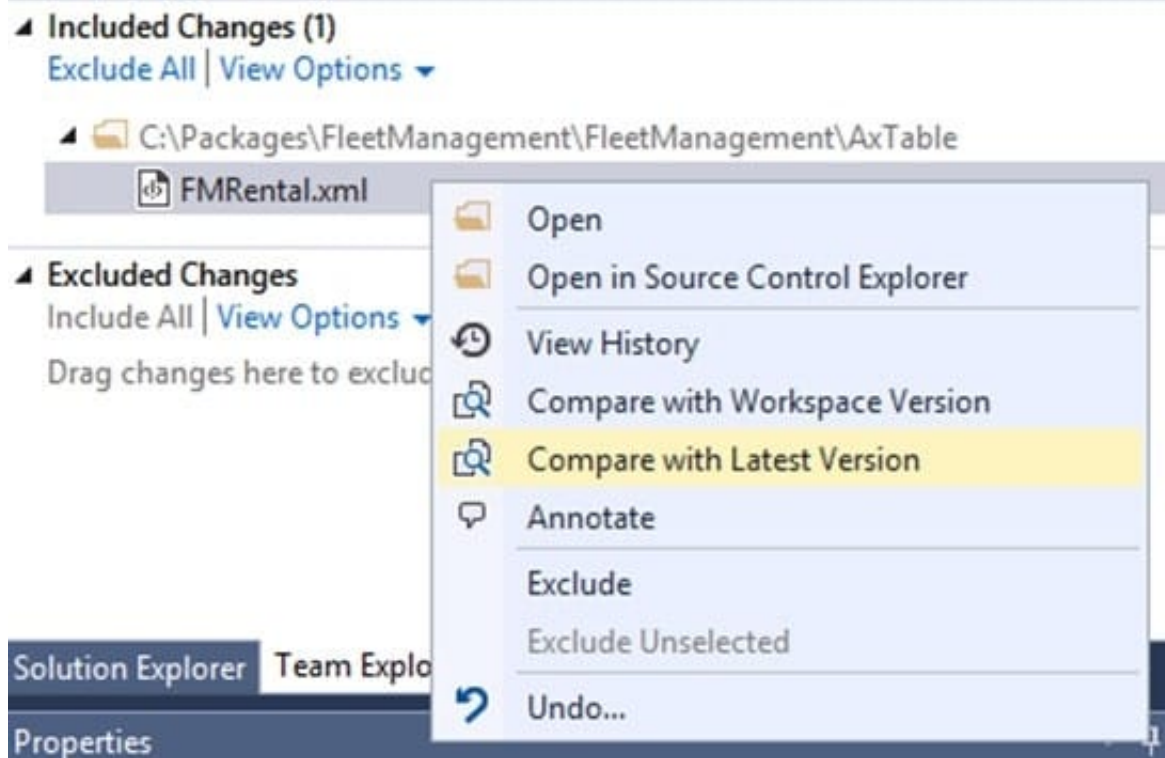 Included Changes (1)
Exclude All | View Options
C:\Packages\FleetManagement\FleetManagement\AxTable
FMRental.xml
Open
Open in Source Control Explorer
View History
Compare with Workspace Version
Compare with Latest Version
Annotate
Exclude
Exclude Unselected
Undo...
Excluded Changes
Include All | View Options
Drag changes here to exclud
Solution Explorer
Team Explo
Properties